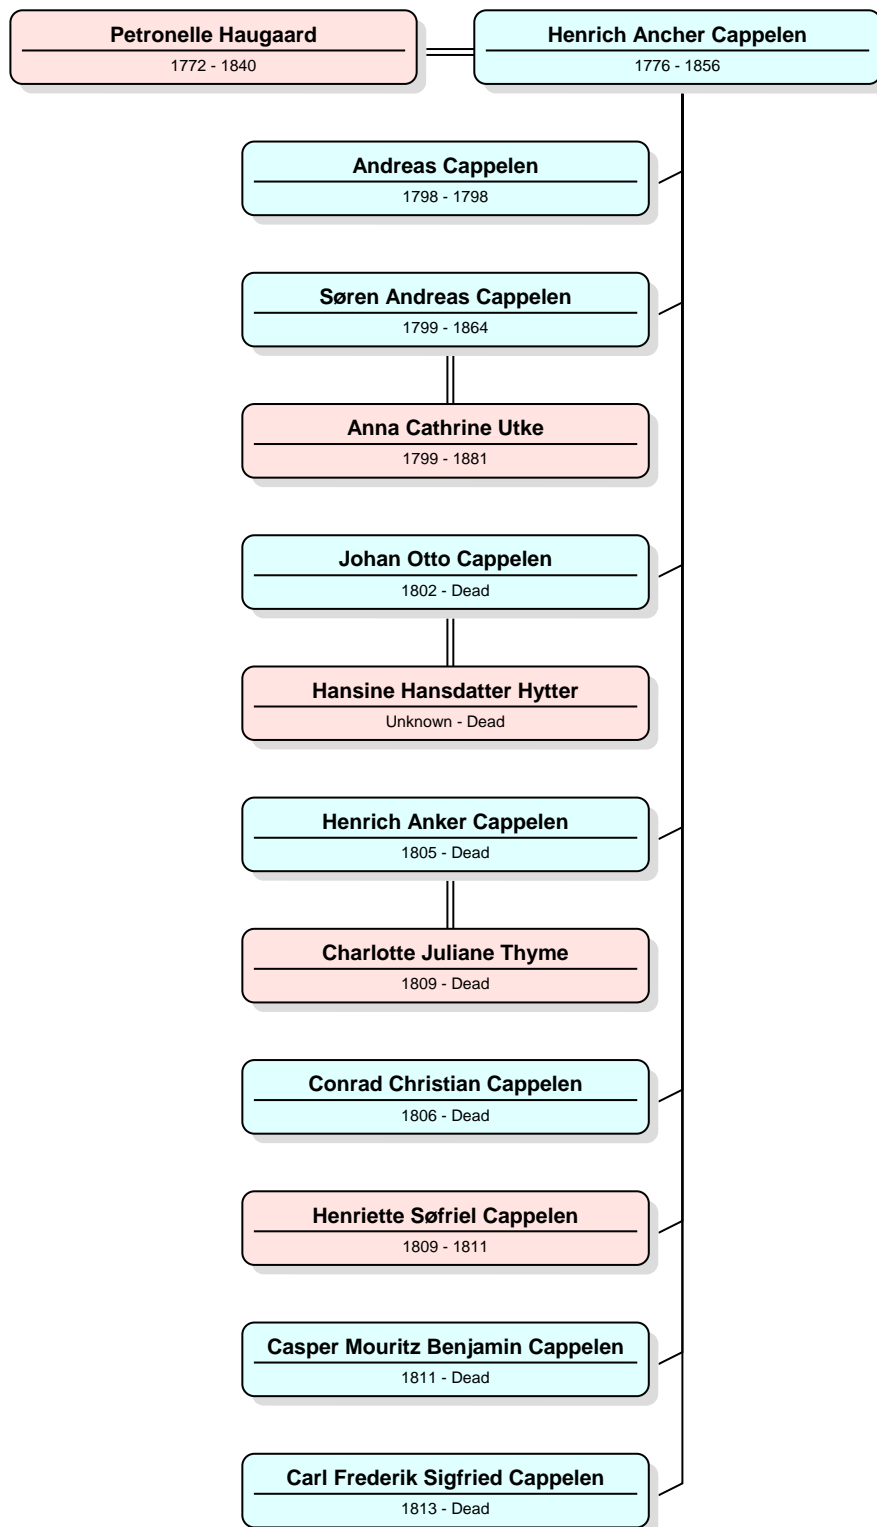 Petronelle Haugaard
1772 - 1840
Henrich Ancher Cappelen
1776 - 1856
Andreas Cappelen
1798 - 1798
Søren Andreas Cappelen
1799 - 1864
Anna Cathrine Utke
1799 - 1881
Johan Otto Cappelen
1802 - Dead
Hansine Hansdatter Hytter
Unknown - Dead
Henrich Anker Cappelen
1805 - Dead
Charlotte Juliane Thyme
1809 - Dead
Conrad Christian Cappelen
1806 - Dead
Henriette Søfriel Cappelen
1809 - 1811
Casper Mouritz Benjamin Cappelen
1811 - Dead
Carl Frederik Sigfried Cappelen
1813 - Dead